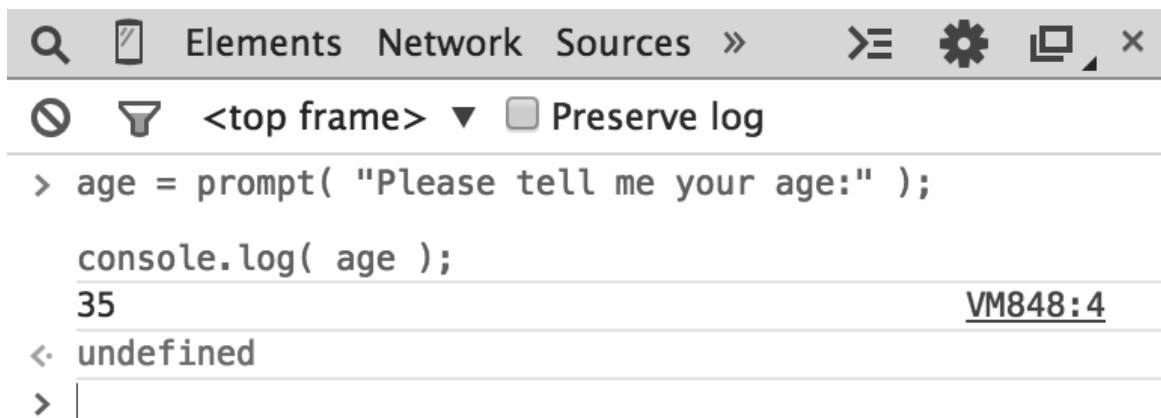 Elements Network Sources »
<top frame> ▼ Preserve log
> age = prompt( "Please tell me your age:" );
console.log( age );
35 VM848:4
undefined
>